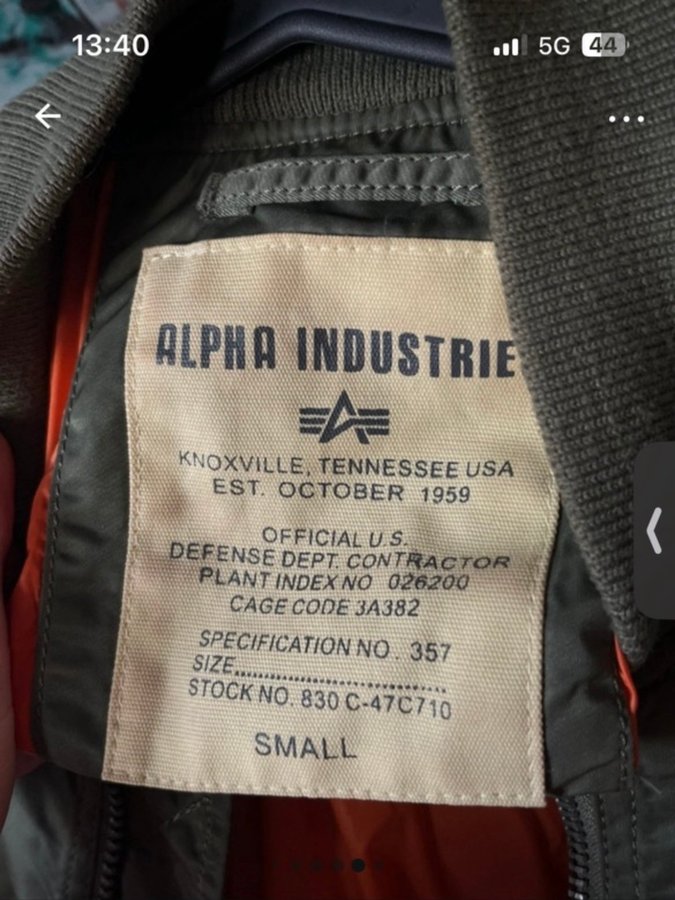 13:40
5G 44
ALPHA INDUSTRIE
KNOXVILLE, TENNESSEE USA
EST. OCTOBER 1959
OFFICIAL U.S.
DEFENSE DEPT. CONTRACTOR
PLANT INDEX NO 026200
CAGE CODE 3A382
SPECIFICATION NO. 357
SIZE................................
STOCK NO. 830 C-47C710
SMALL